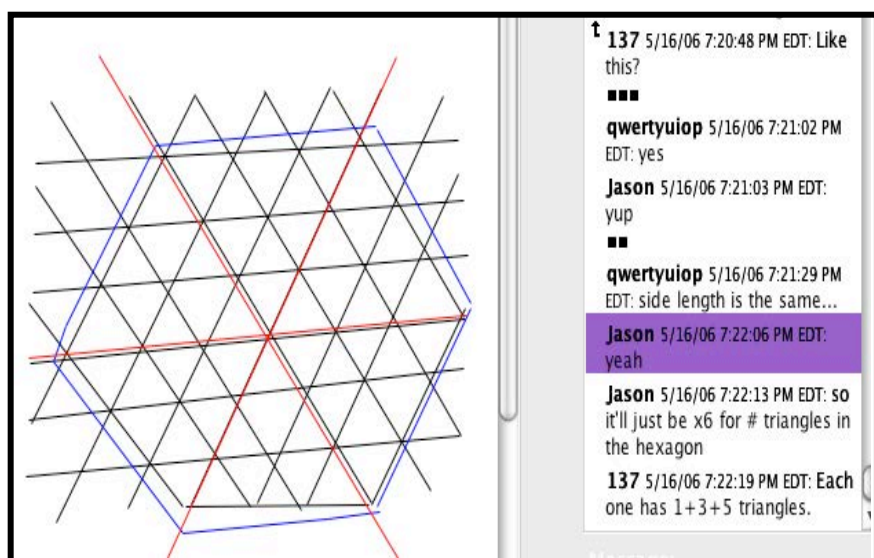 137 5/16/06 7:20:48 PM EDT: Like
this?
qwertyuiop 5/16/06 7:21:02 PM
EDT: yes
Jason 5/16/06 7:21:03 PM EDT:
yup
qwertyuiop 5/16/06 7:21:29 PM
EDT: side length is the same...
Jason 5/16/06 7:22:06 PM EDT:
yeah
Jason 5/16/06 7:22:13 PM EDT: so
it'll just be x6 for # triangles in
the hexagon
137 5/16/06 7:22:19 PM EDT: Each
one has 1+3+5 triangles.